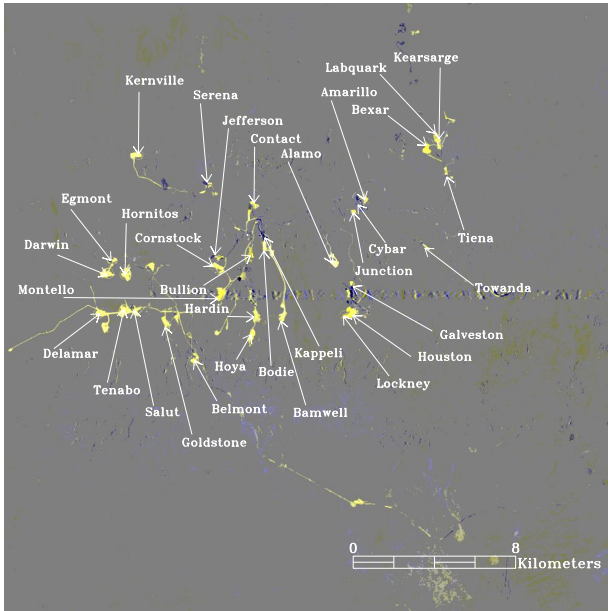 Kearsarge
Labquark
Kernville
Amarillo
Serena
Bexar
Jefferson
Contact
Alamo
Egmont
Hornitos
Tiena
Darwin
Cornstock
Cybar
Junction
Towanda
Montello
Bullion
Hardin
Galveston
Delamar
Kappeli
Houston
Hoya
Bodie
Lockney
Tenabo
Salut
Belmont
Bamwell
Goldstone
0 8
Kilometers